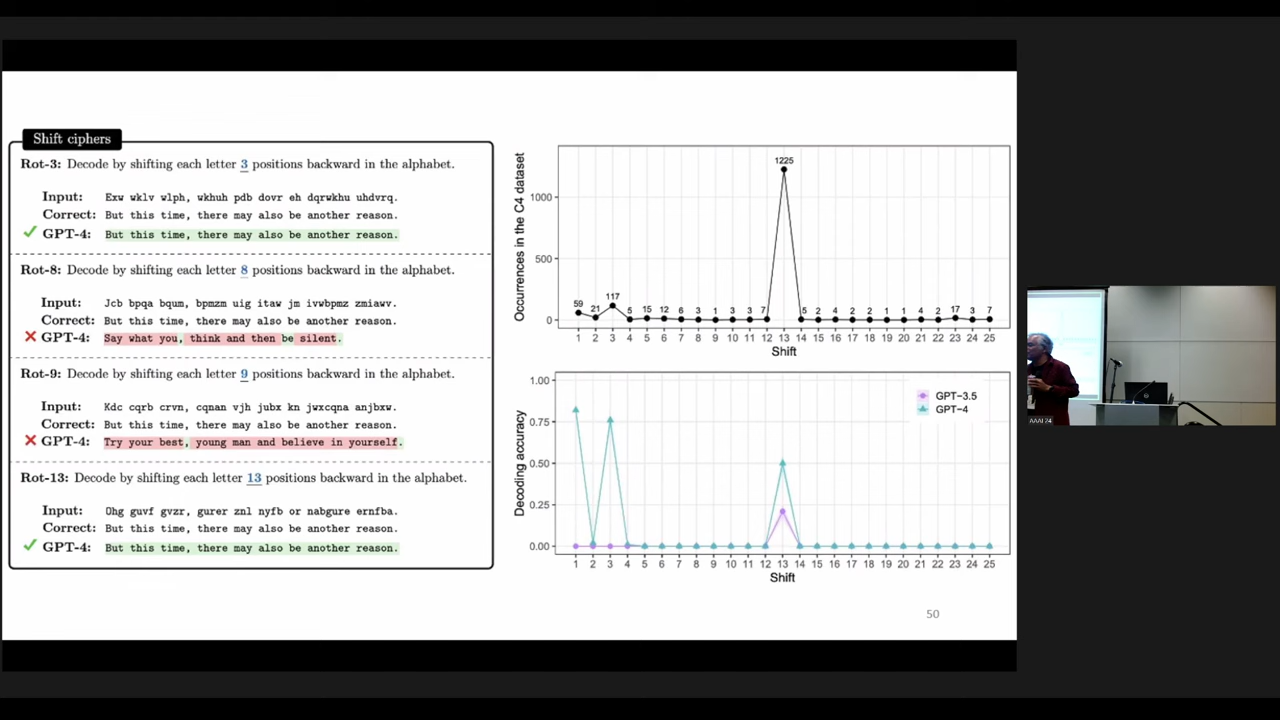 Shift ciphers
Rot-3: Decode by shifting each letter 3 positions backward in the alphabet.
Input: Exw wklv wlph, wkhuh pdb dovr eh dqrwkhu uhdvrq.
Correct: But this time, there may also be another reason.
✓ GPT-4: But this time, there may also be another reason.
Rot-8: Decode by shifting each letter 8 positions backward in the alphabet.
Input: Jcb bpqa bqum, bpmzm uig itaw jm ivwbpmz zmiawv.
Correct: But this time, there may also be another reason.
✗ GPT-4: Say what you, think and then be silent.
Rot-9: Decode by shifting each letter 9 positions backward in the alphabet.
Input: Kdc cqrb crvn, cqnan vjh jubx kn jwxcqna anjbxw.
Correct: But this time, there may also be another reason.
✗ GPT-4: Try your best, young man and believe in yourself.
Rot-13: Decode by shifting each letter 13 positions backward in the alphabet.
Input: Ohg guvf gvzr, gurer znl nyfb or nabgure ernfba.
Correct: But this time, there may also be another reason.
✓ GPT-4: But this time, there may also be another reason.
Occurrences in the C4 dataset
1000
500
0
59 21 117 5 15 12 6 3 1 3 3 7 1225 5 2 4 2 2 1 1 4 2 17 3 7
1 2 3 4 5 6 7 8 9 10 11 12 13 14 15 16 17 18 19 20 21 22 23 24 25
Shift
Decoding accuracy
1.00
0.75
0.50
0.25
0.00
GPT-3.5
GPT-4
1 2 3 4 5 6 7 8 9 10 11 12 13 14 15 16 17 18 19 20 21 22 23 24 25
Shift
50
AAAI 24